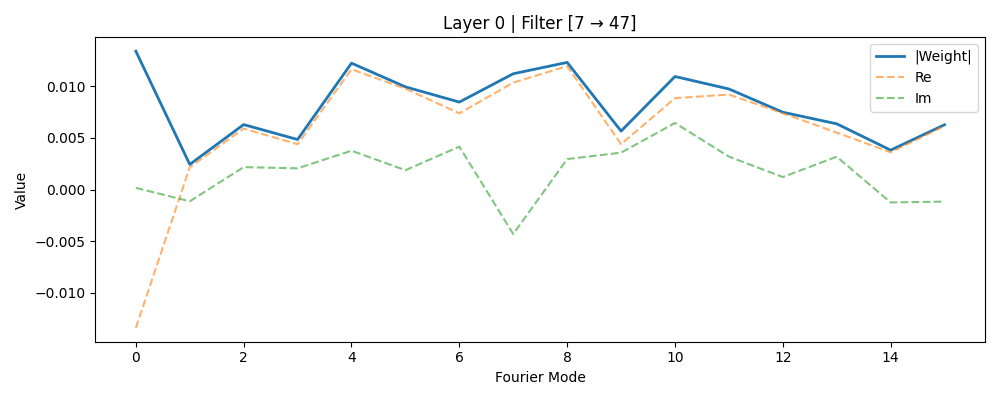 Layer 0 | Filter [7 → 47]
|Weight|
Re
Im
0.010
0.005
0.000
−0.005
−0.010
Value
0 2 4 6 8 10 12 14
Fourier Mode